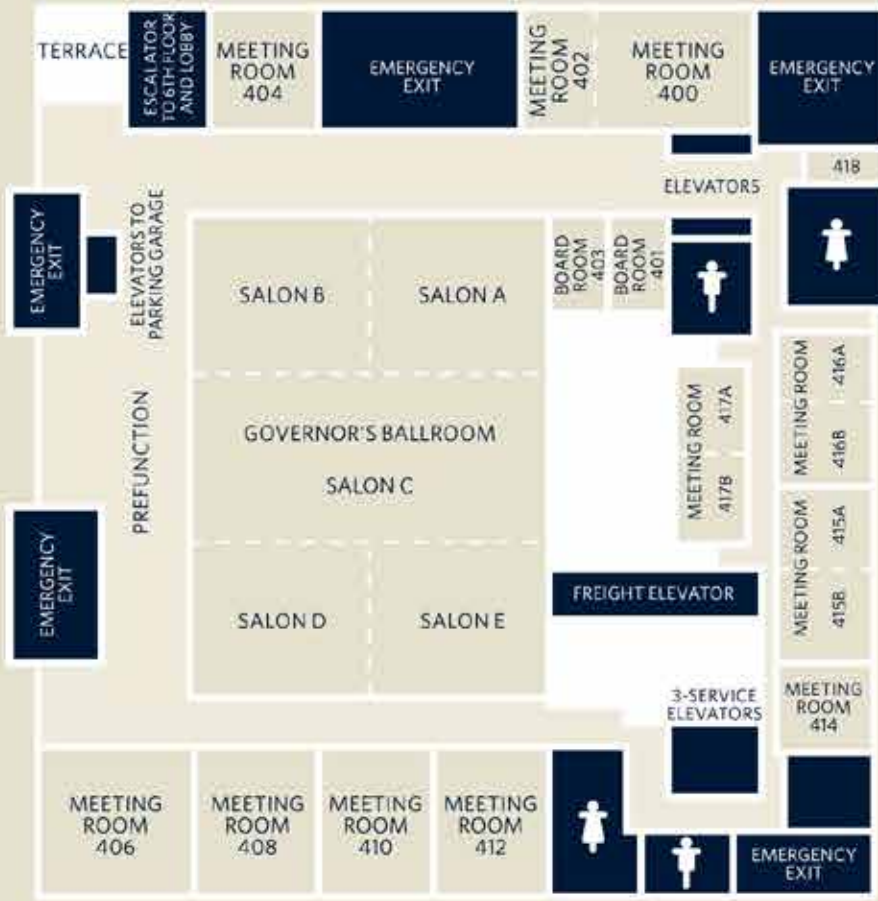 TERRACE
ESCALATOR
TO 6TH FLOOR
AND LOBBY
MEETING
ROOM
404
EMERGENCY
EXIT
MEETING
ROOM
402
MEETING
ROOM
400
EMERGENCY
EXIT
418
ELEVATORS
EMERGENCY
EXIT
ELEVATORS TO
PARKING GARAGE
SALON B
SALON A
BOARD
ROOM
403
BOARD
ROOM
401
MEETING ROOM
416A
416B
MEETING ROOM
417A
417B
PREFUNCTION
GOVERNOR'S BALLROOM
SALON C
MEETING ROOM
415A
415B
EMERGENCY
EXIT
SALON D
SALON E
FREIGHT ELEVATOR
3-SERVICE
ELEVATORS
MEETING
ROOM
414
MEETING
ROOM
406
MEETING
ROOM
408
MEETING
ROOM
410
MEETING
ROOM
412
EMERGENCY
EXIT